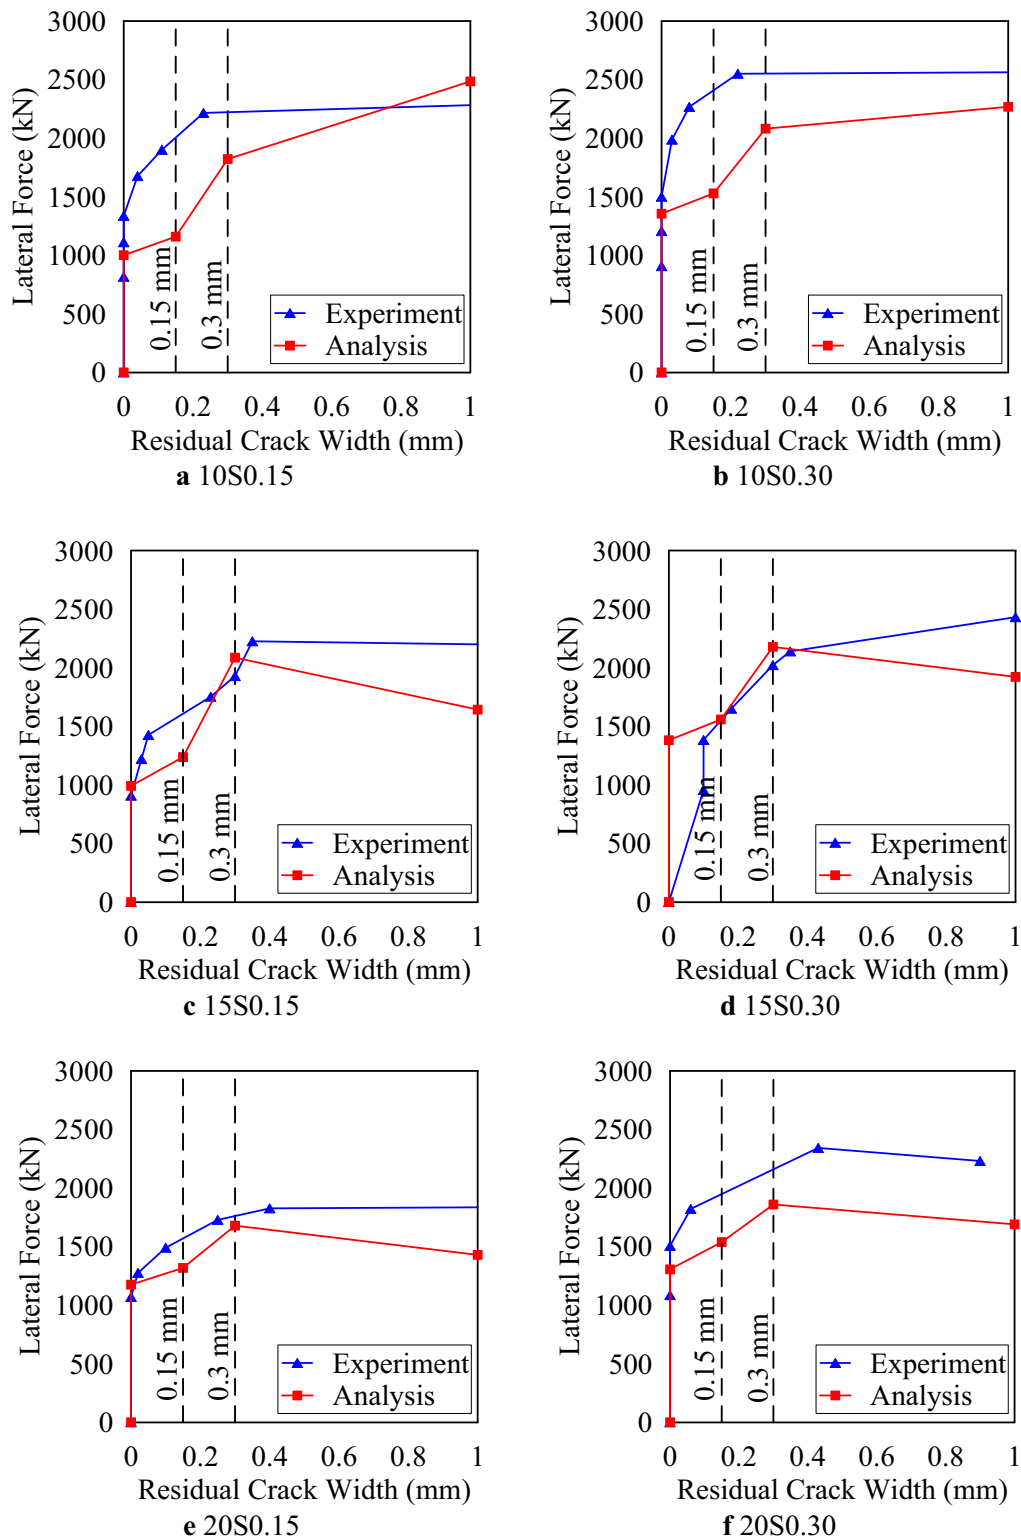 3000
2500
2000
1500
1000
500
0
Lateral Force (kN)
0.15 mm
0.3 mm
Experiment
Analysis
0 0.2 0.4 0.6 0.8 1
Residual Crack Width (mm)
a 10S0.15
3000
2500
2000
1500
1000
500
0
Lateral Force (kN)
0.15 mm
0.3 mm
Experiment
Analysis
0 0.2 0.4 0.6 0.8 1
Residual Crack Width (mm)
b 10S0.30
3000
2500
2000
1500
1000
500
0
Lateral Force (kN)
0.15 mm
0.3 mm
Experiment
Analysis
0 0.2 0.4 0.6 0.8 1
Residual Crack Width (mm)
c 15S0.15
3000
2500
2000
1500
1000
500
0
Lateral Force (kN)
0.15 mm
0.3 mm
Experiment
Analysis
0 0.2 0.4 0.6 0.8 1
Residual Crack Width (mm)
d 15S0.30
3000
2500
2000
1500
1000
500
0
Lateral Force (kN)
0.15 mm
0.3 mm
Experiment
Analysis
0 0.2 0.4 0.6 0.8 1
Residual Crack Width (mm)
e 20S0.15
3000
2500
2000
1500
1000
500
0
Lateral Force (kN)
0.15 mm
0.3 mm
Experiment
Analysis
0 0.2 0.4 0.6 0.8 1
Residual Crack Width (mm)
f 20S0.30